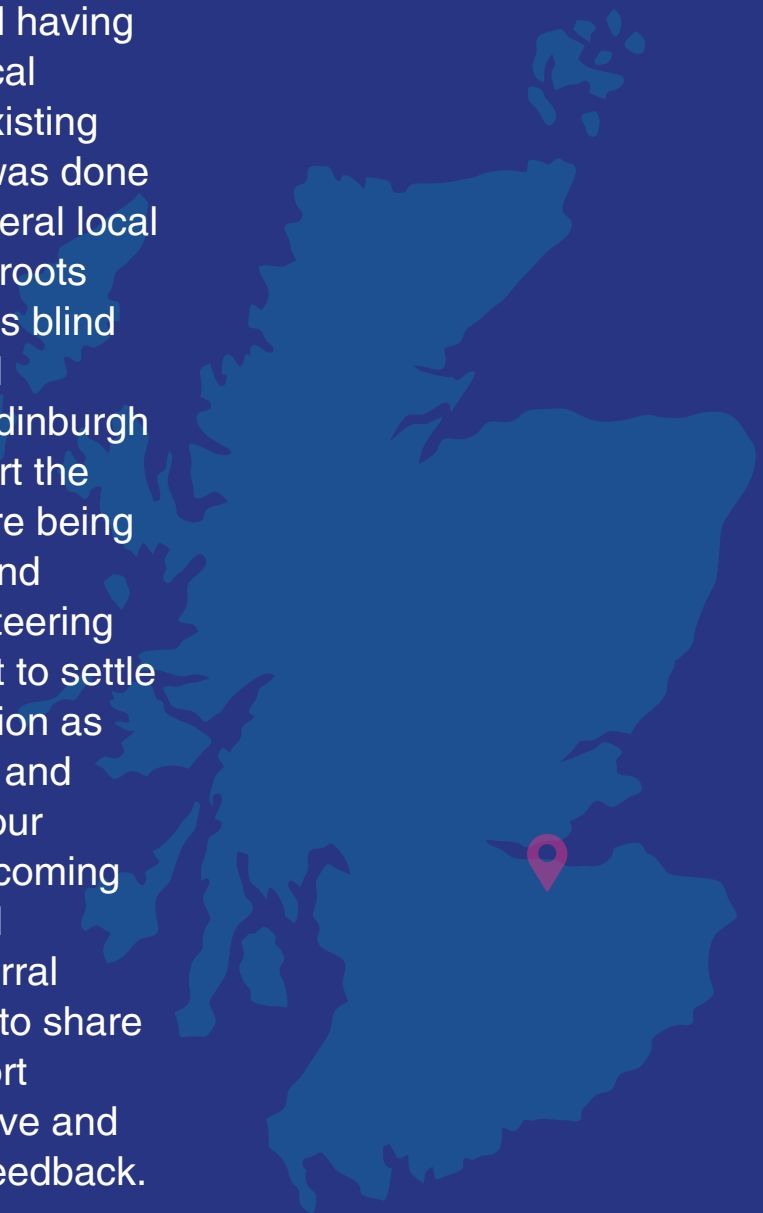 having
cal
xisting
was done
eral local
roots
s blind
dinburgh
rt the
re being
nd
teering
t to settle
ion as
and
our
coming
rral
to share
ort
ve and
eedback.